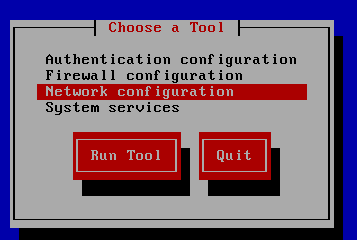 Choose a Tool
Authentication configuration
Firewall configuration
Network configuration
System services
Run Tool
Quit